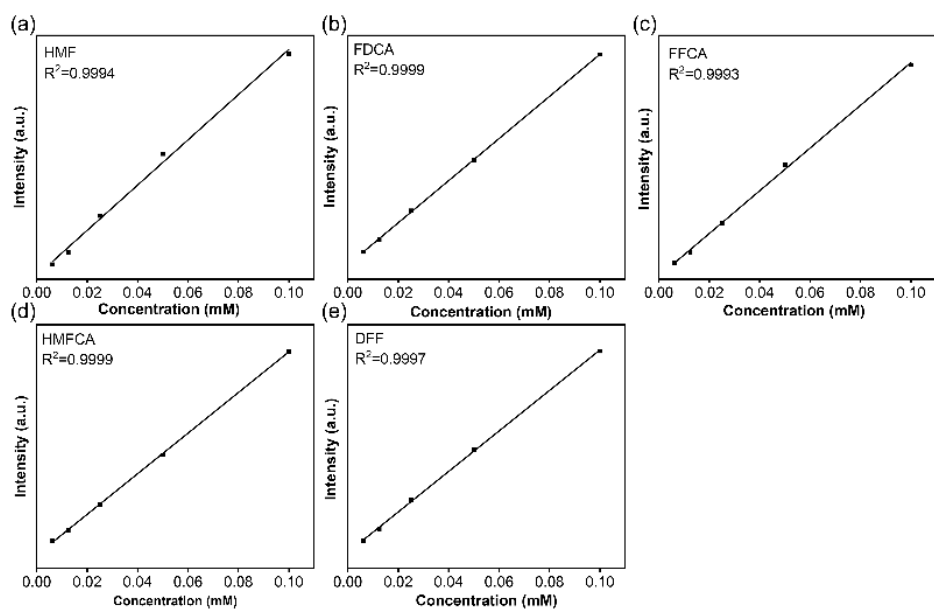 (a)
HMF
R²=0.9994
Intensity (a.u.)
0.00 0.02 0.04 0.06 0.08 0.10
Concentration (mM)
(b)
FDCA
R²=0.9999
Intensity (a.u.)
0.00 0.02 0.04 0.06 0.08 0.10
Concentration (mM)
(c)
FFCA
R²=0.9993
Intensity (a.u.)
0.00 0.02 0.04 0.06 0.08 0.10
Concentration (mM)
(d)
HMFCA
R²=0.9999
Intensity (a.u.)
0.00 0.02 0.04 0.06 0.08 0.10
Concentration (mM)
(e)
DFF
R²=0.9997
Intensity (a.u.)
0.00 0.02 0.04 0.06 0.08 0.10
Concentration (mM)